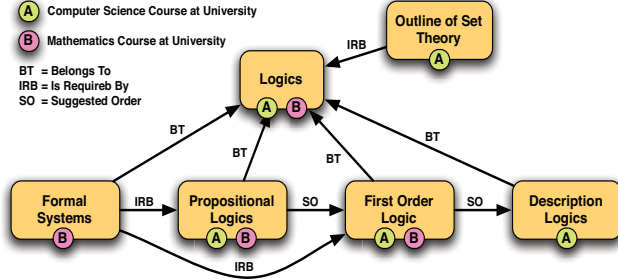 A Computer Science Course at University
B Mathematics Course at University
BT = Belongs To
IRB = Is Requireb By
SO = Suggested Order
Outline of Set
Theory
A
IRB
Logics
A B
BT
BT
BT
BT
Formal
Systems
B
IRB
Propositional
Logics
A B
SO
First Order
Logic
A B
SO
Description
Logics
A
IRB